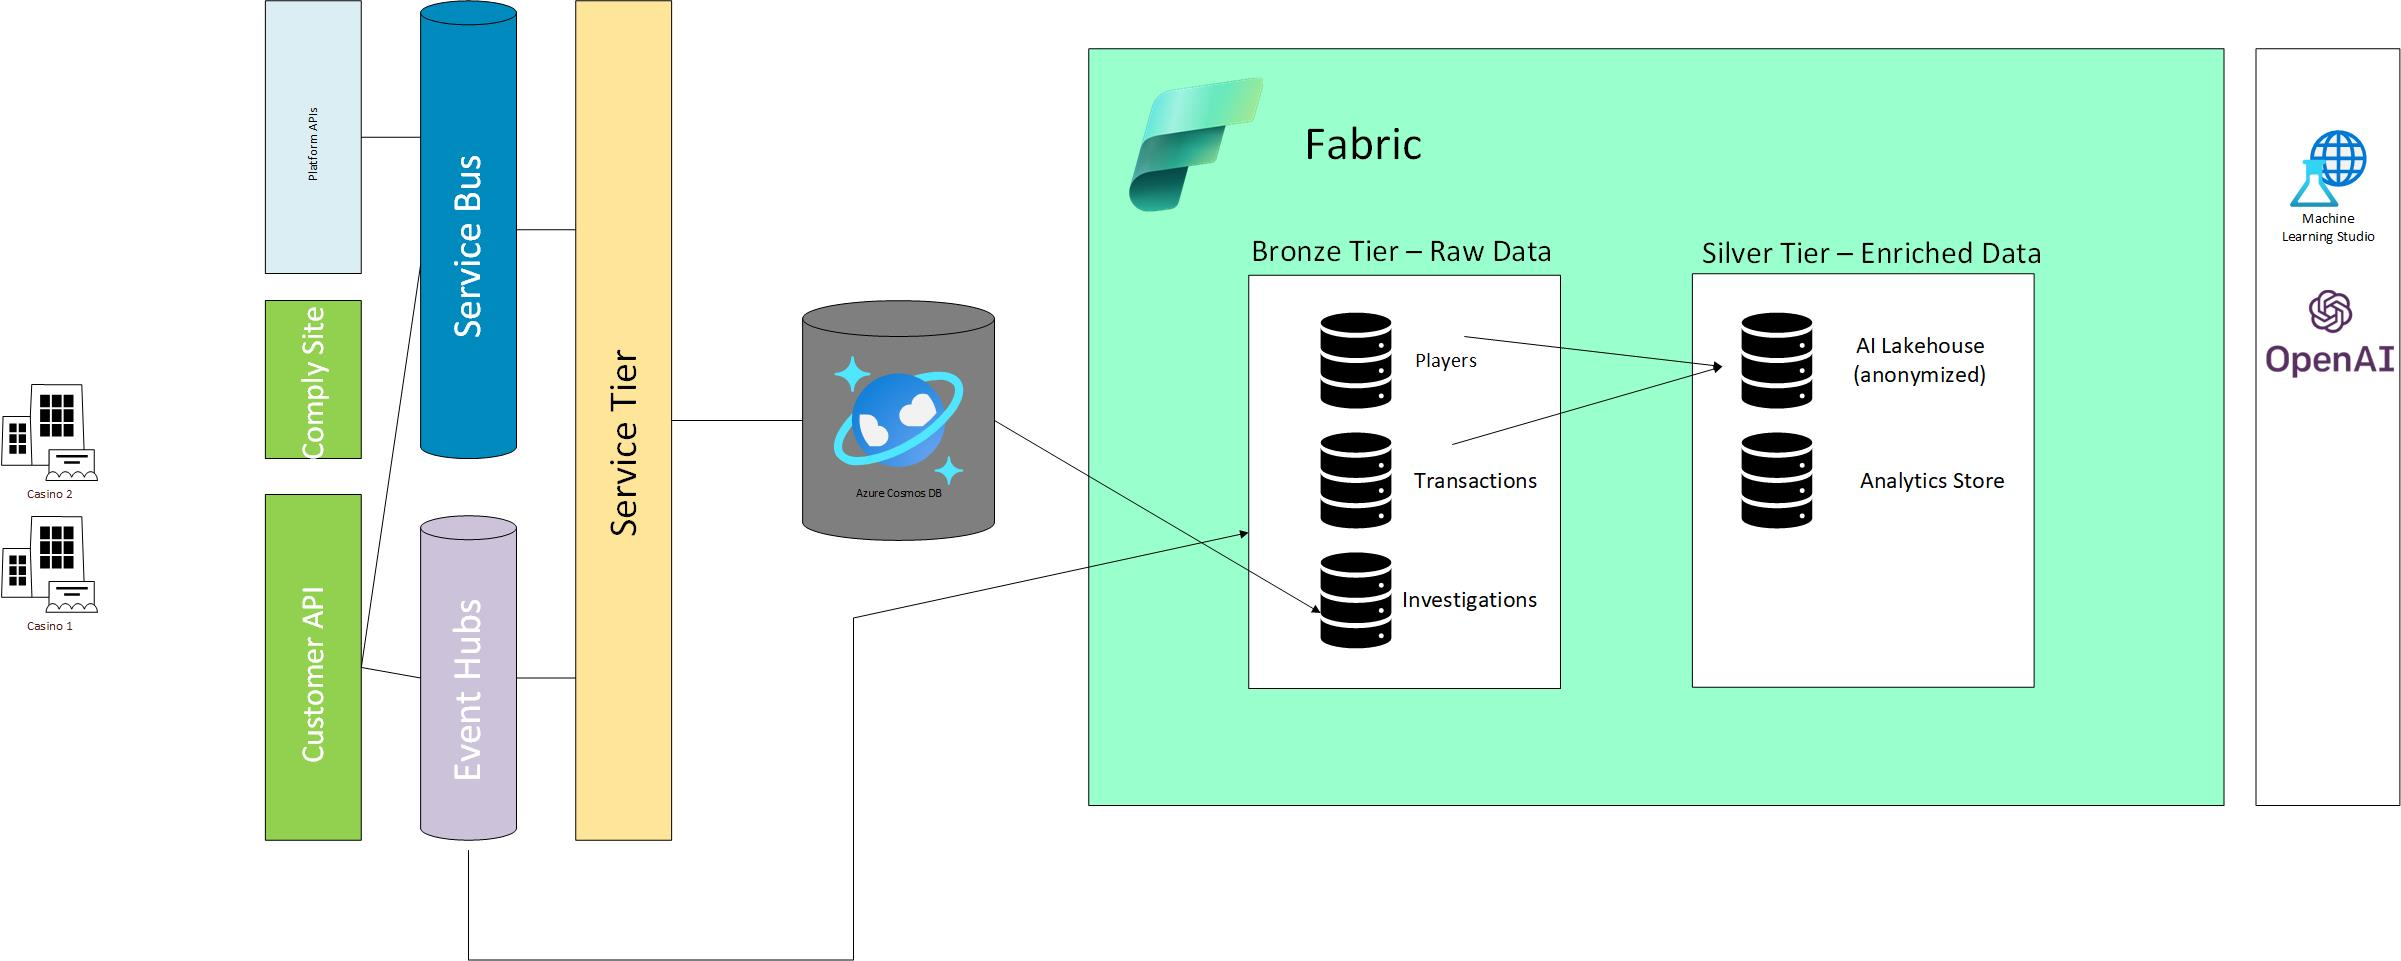 Platform APIs
Comply Site
Customer API
Service Bus
Event Hubs
Service Tier
Casino 2
Casino 1
Azure Cosmos DB
Fabric
Bronze Tier – Raw Data
Players
Transactions
Investigations
Silver Tier – Enriched Data
AI Lakehouse
(anonymized)
Analytics Store
Machine
Learning Studio
OpenAI